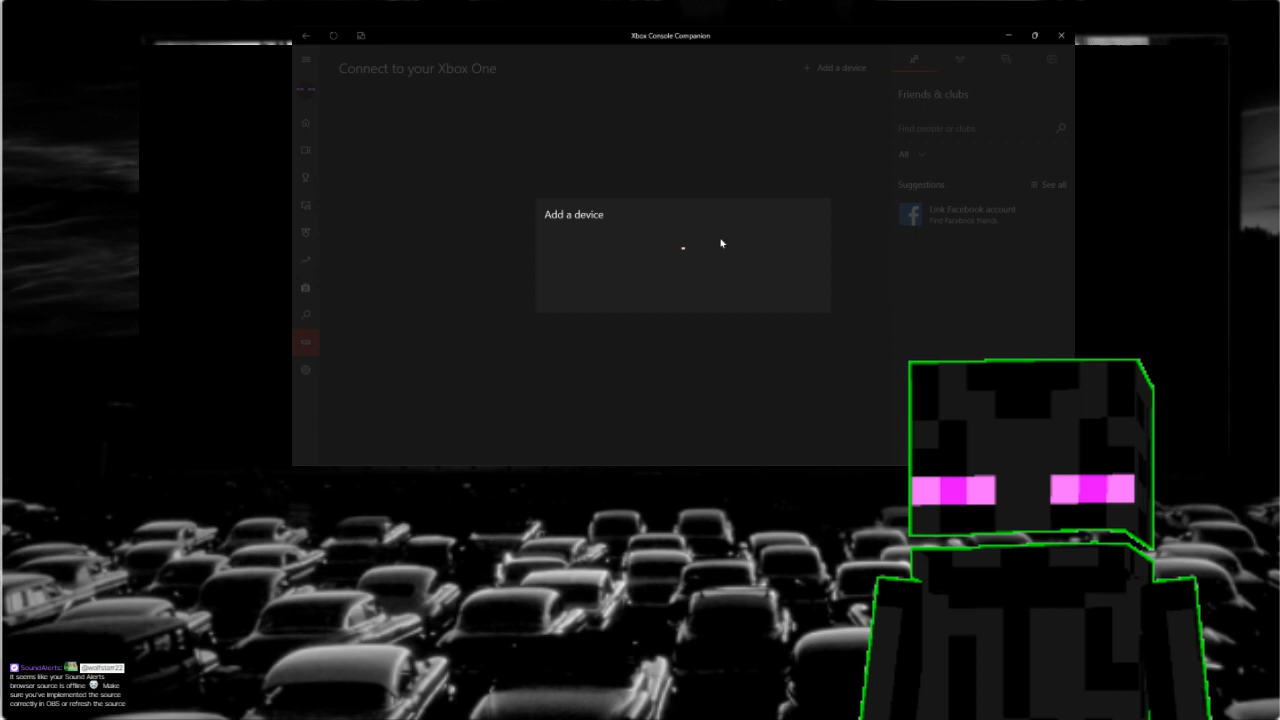 Xbox Console Companion
Connect to your Xbox One
+ Add a device
Friends & clubs
Find people or clubs
All
Suggestions
See all
Link Facebook account
Find Facebook friends.
Add a device
SoundAlerts: @wolfstarr22
It seems like your Sound Alerts
browser source is offline 💀 Make
sure you've implemented the source
correctly in OBS or refresh the source